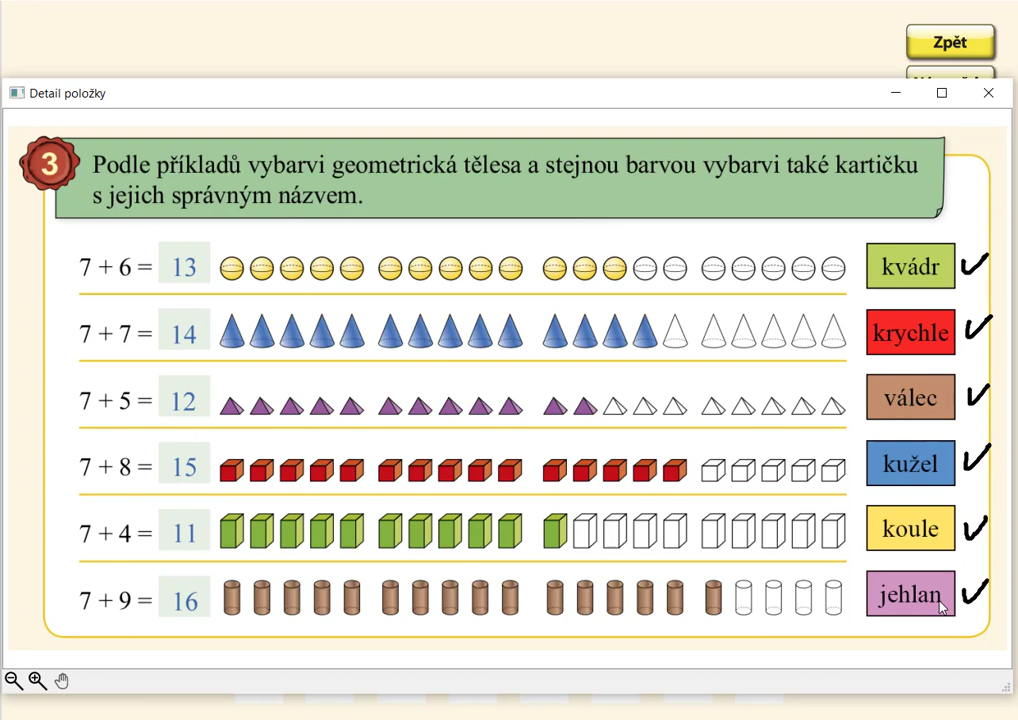 Zpět
Detail položky
3
Podle příkladů vybarvi geometrická tělesa a stejnou barvou vybarvi také kartičku
s jejich správným názvem.
7 + 6 = 13
kvádr
7 + 7 = 14
krychle
7 + 5 = 12
válec
7 + 8 = 15
kužel
7 + 4 = 11
koule
7 + 9 = 16
jehlan